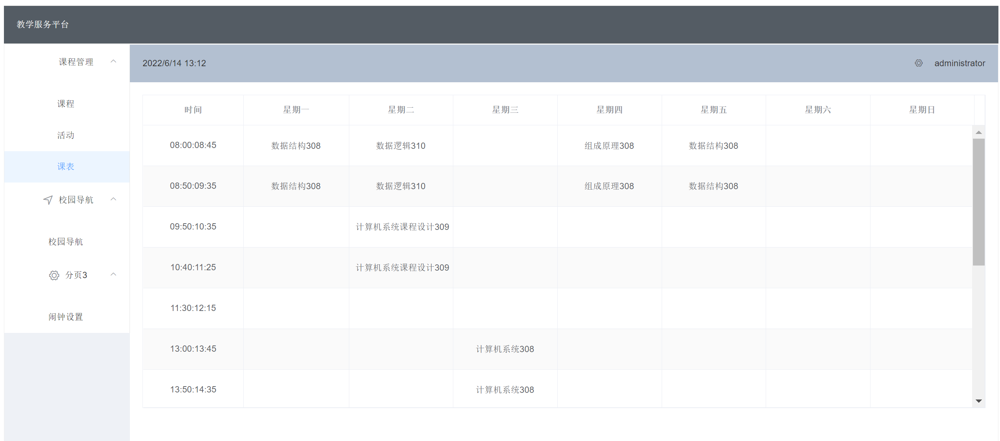 教学服务平台
课程管理
课程
活动
课表
校园导航
校园导航
分页3
闹钟设置
2022/6/14 13:12 administrator
时间 星期一 星期二 星期三 星期四 星期五 星期六 星期日
08:00:08:45 数据结构308 数据逻辑310 组成原理308 数据结构308
08:50:09:35 数据结构308 数据逻辑310 组成原理308 数据结构308
09:50:10:35 计算机系统课程设计309
10:40:11:25 计算机系统课程设计309
11:30:12:15
13:00:13:45 计算机系统308
13:50:14:35 计算机系统308